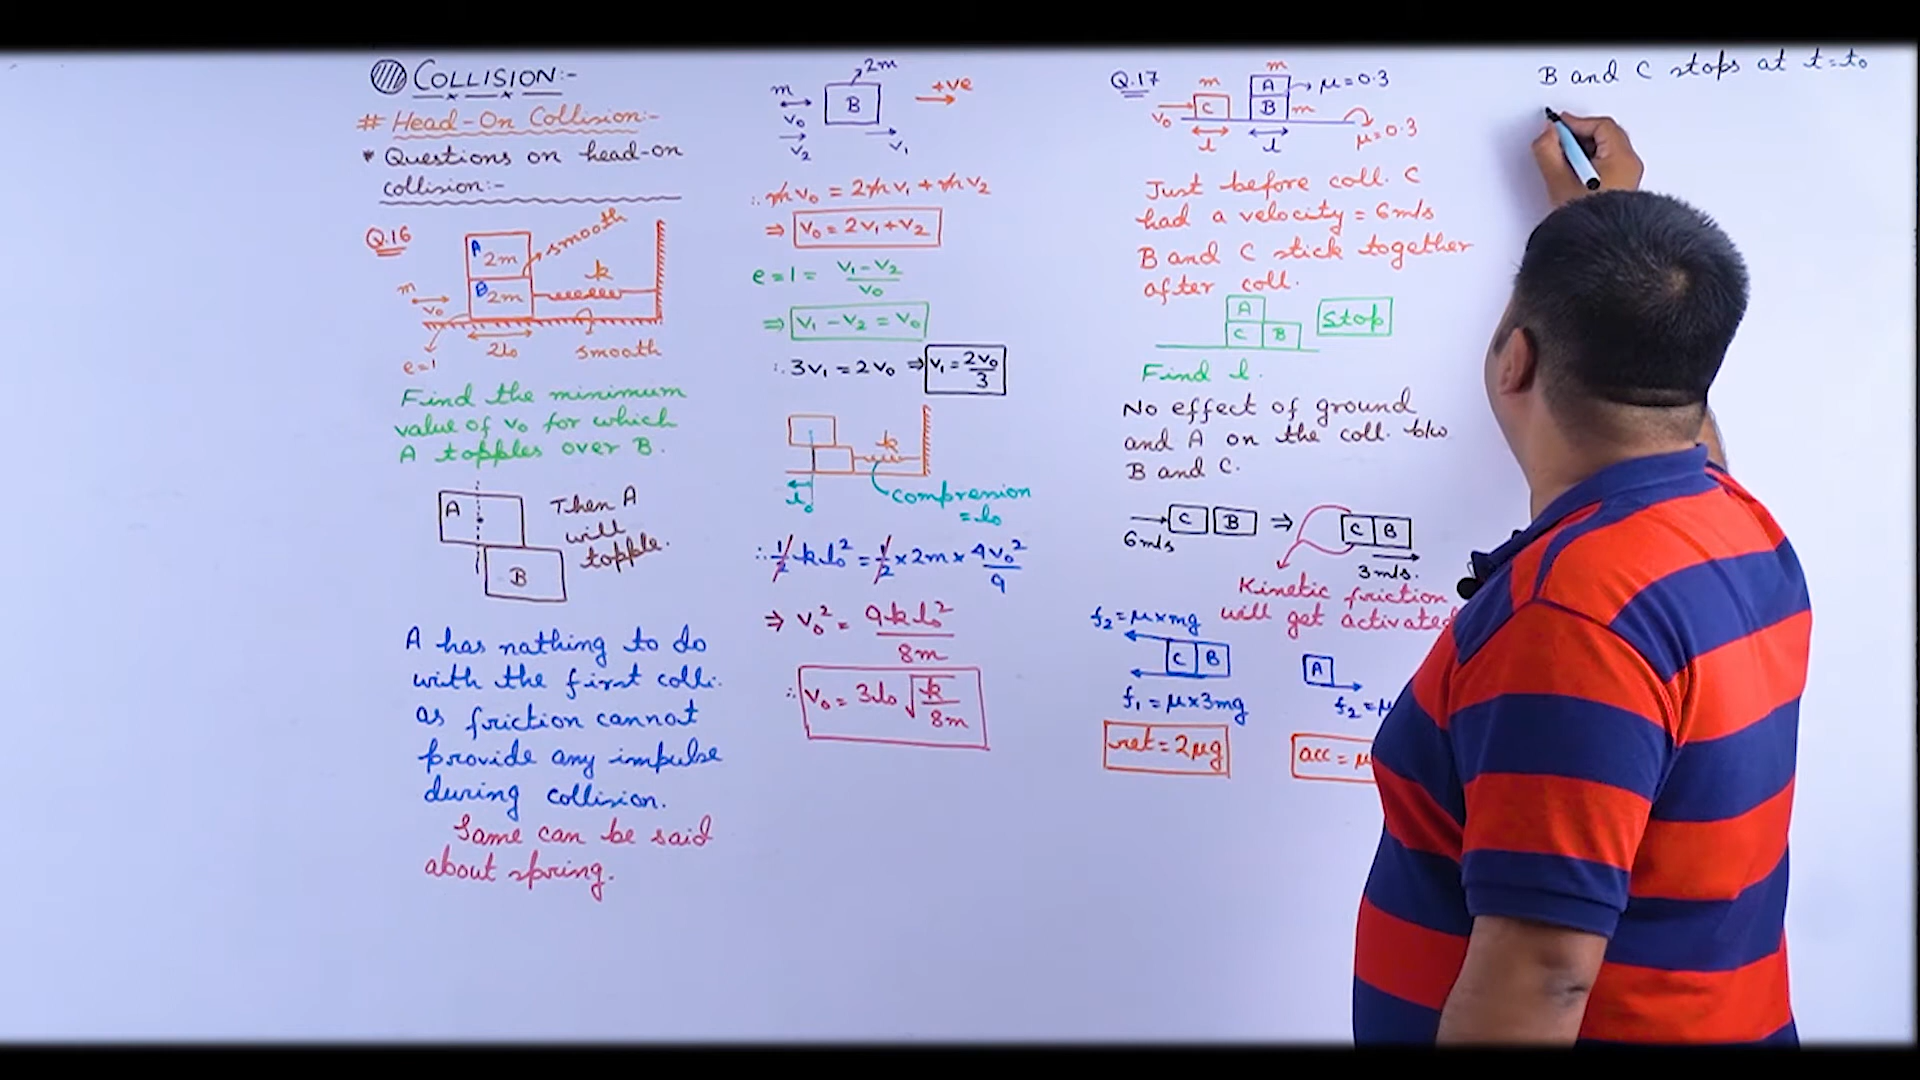 COLLISION:-
# Head-On Collision:-
* Questions on head-on
collision:-
Q.16
A 2m
smooth
B 2m
k
m
v₀
2l₀
smooth
e=1
Find the minimum
value of v₀ for which
A topples over B.
A
B
Then A
will
topple.
A has nothing to do
with the first colli.
as friction cannot
provide any impulse
during collision.
Same can be said
about spring.
2m
m
B
+ve
v₀
v₂
v₁
∴ mv₀ = 2mv₁ + mv₂
⇒ v₀ = 2v₁+v₂
e=1= (v₁-v₂)/v₀
⇒ v₁ - v₂ = v₀
∴ 3v₁ = 2v₀ ⇒ v₁ = 2v₀/3
k
l₀
compression
= l₀
∴ 1/2 kl₀² = 1/2 × 2m × 4v₀²/9
⇒ v₀² = 9kl₀²/8m
∴ v₀ = 3l₀ √(k/8m)
Q.17
m
m
A
μ=0.3
C
B
m
v₀
l
l
μ=0.3
Just before coll. C
had a velocity = 6m/s
B and C stick together
after coll.
A
C B
Stop
Find l.
No effect of ground
and A on the coll. b/w
B and C.
C B ⇒ C B
6m/s
3m/s.
Kinetic friction
will get activated
f₂=μ×mg
C B
A
f₁ = μ×3mg
f₂=μ
ret = 2μg
acc = μ
B and C stops at t=t₀